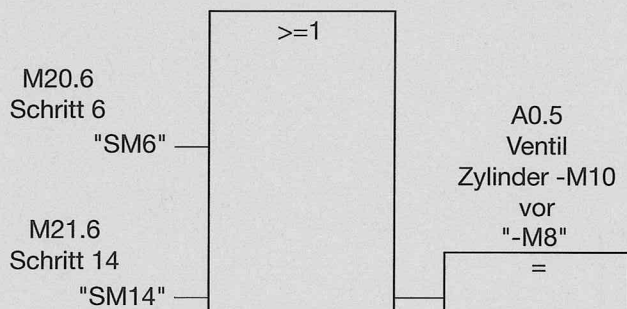 >=1
M20.6
Schritt 6
"SM6"
M21.6
Schritt 14
"SM14"
A0.5
Ventil
Zylinder -M10
vor
"-M8"
=